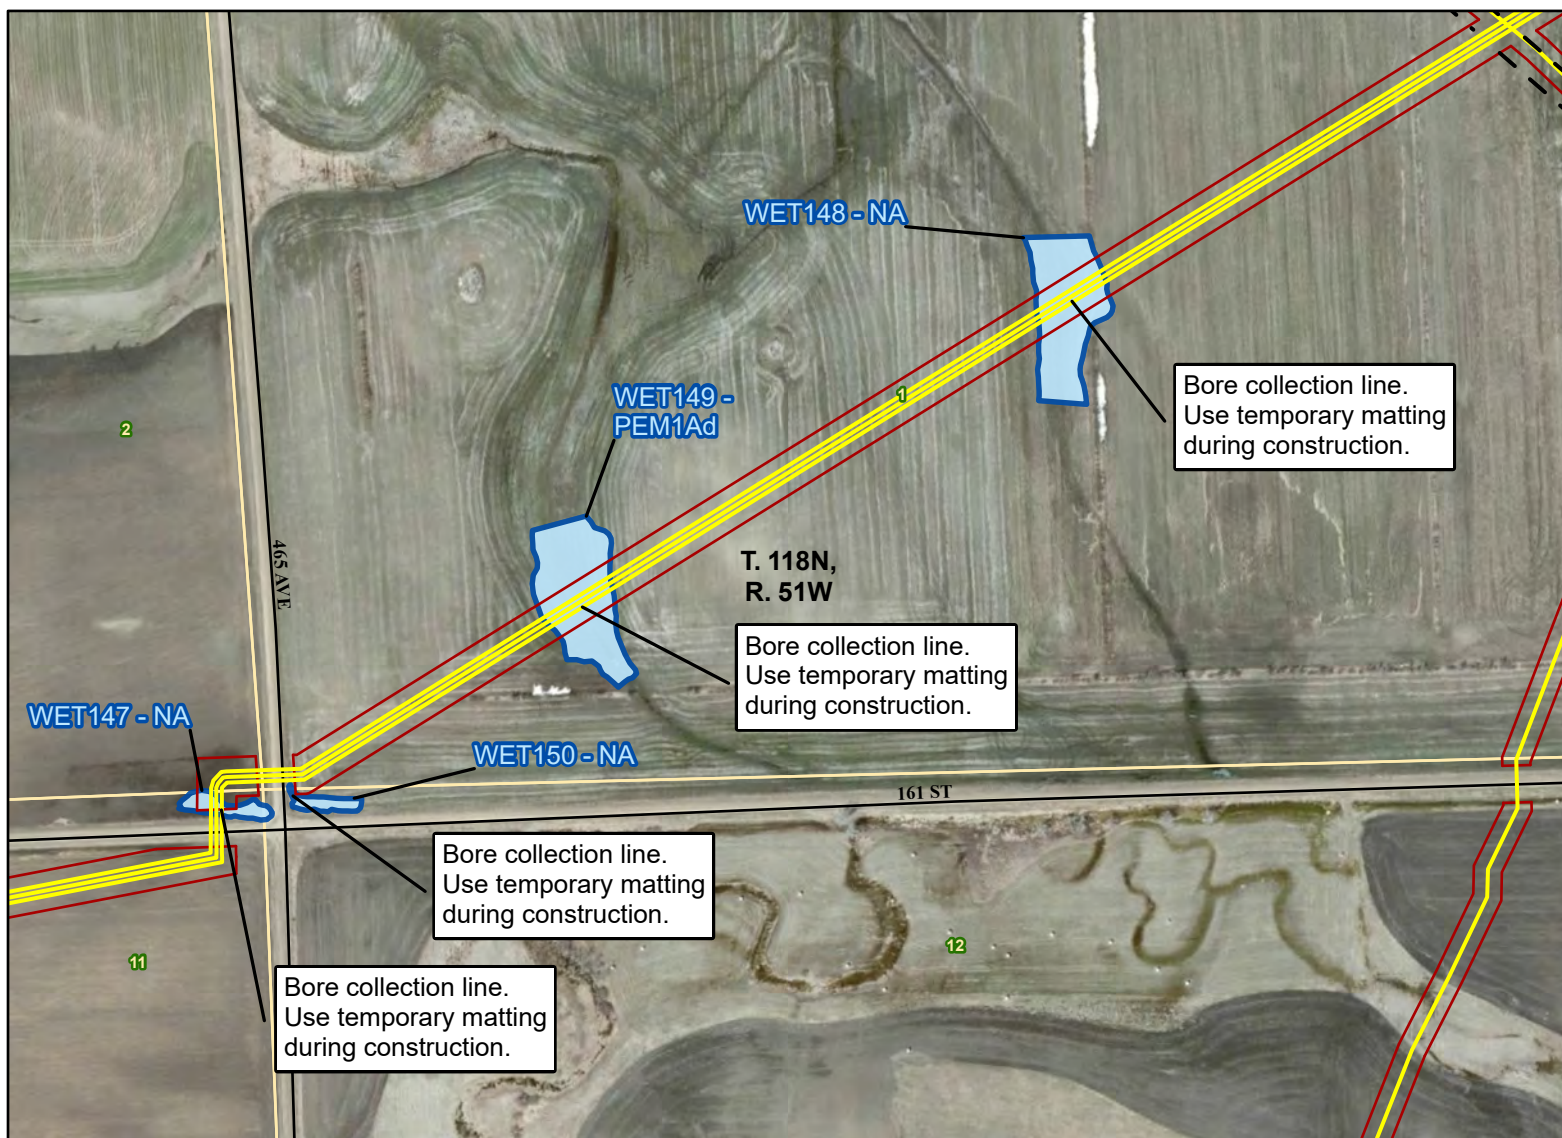 WET148 - NA
Bore collection line.
Use temporary matting
during construction.
WET149 -
PEM1Ad
1
2
465 AVE
T. 118N,
R. 51W
Bore collection line.
Use temporary matting
during construction.
WET147 - NA
WET150 - NA
161 ST
Bore collection line.
Use temporary matting
during construction.
12
11
Bore collection line.
Use temporary matting
during construction.